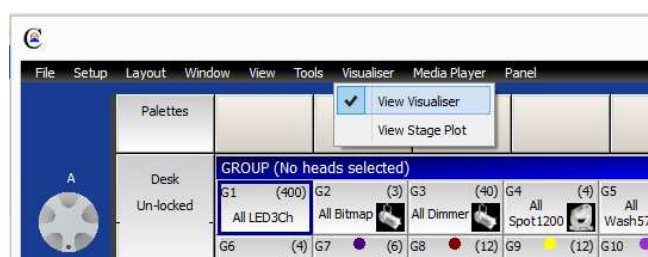 File Setup Layout Window View Tools Visualiser Media Player Panel
View Visualiser
View Stage Plot
Palettes
A
Desk
Un-locked
GROUP (No heads selected)
G1 (400) G2 (3) G3 (40) G4 (4) G5
All LED3Ch All Bitmap All Dimmer All Spot1200 All Wash57
G6 (4) G7 (6) G8 (12) G9 (12) G10